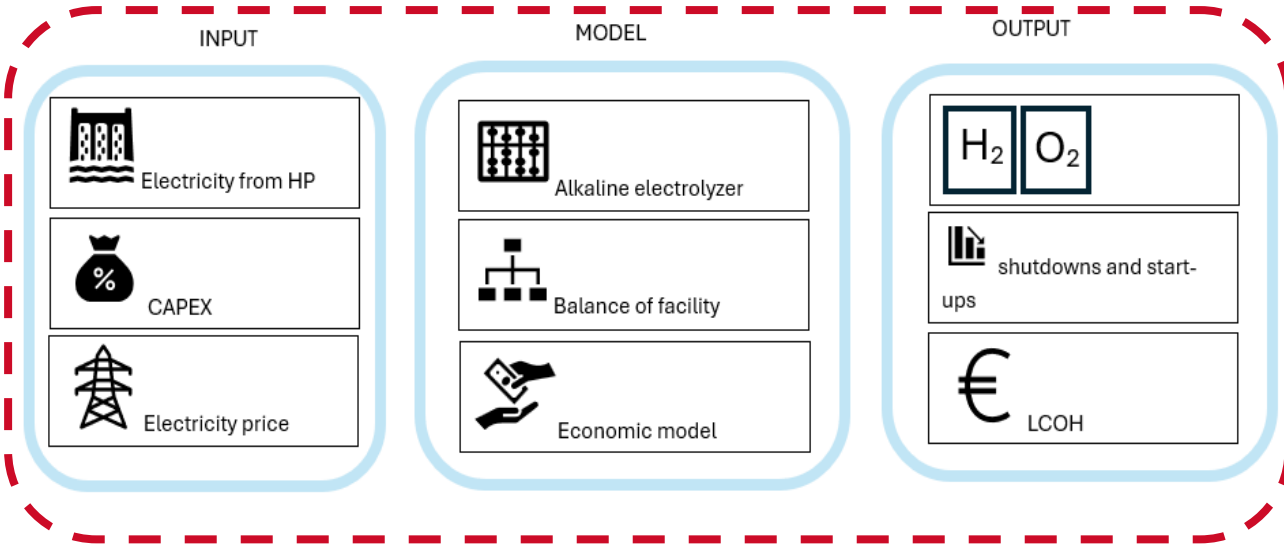 INPUT
Electricity from HP
%
CAPEX
Electricity price
MODEL
Alkaline electrolyzer
Balance of facility
Economic model
OUTPUT
H₂ O₂
shutdowns and start-
ups
€
LCOH